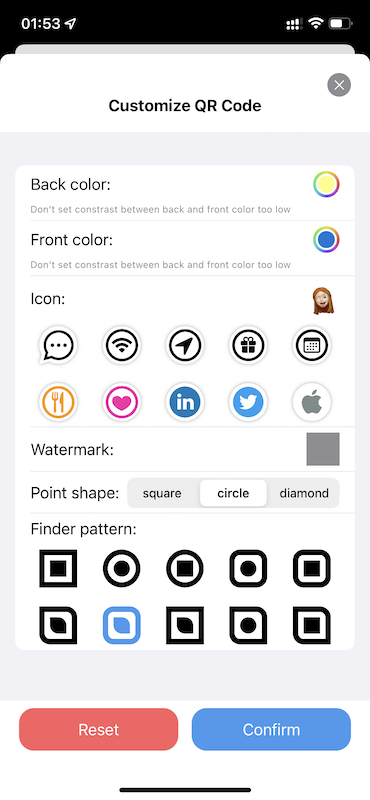 01:53
Customize QR Code
Back color:
Don't set constrast between back and front color too low
Front color:
Don't set constrast between back and front color too low
Icon:
in
Watermark:
Point shape: square circle diamond
Finder pattern:
Reset Confirm